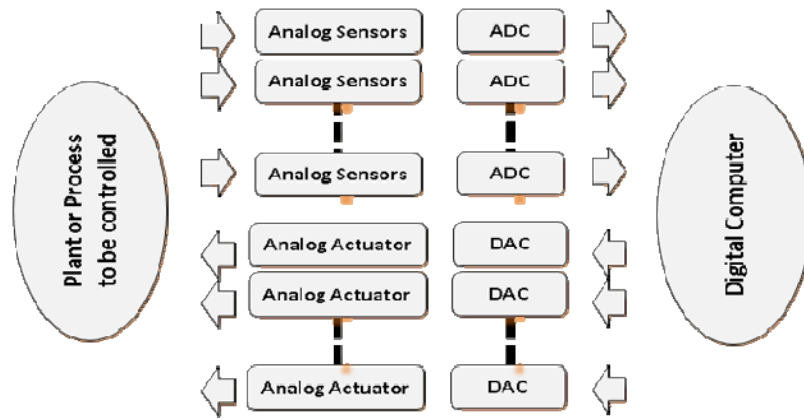 Analog Sensors ADC
Analog Sensors ADC
Analog Sensors ADC
Plant or Process
to be controlled
Digital Computer
Analog Actuator DAC
Analog Actuator DAC
Analog Actuator DAC